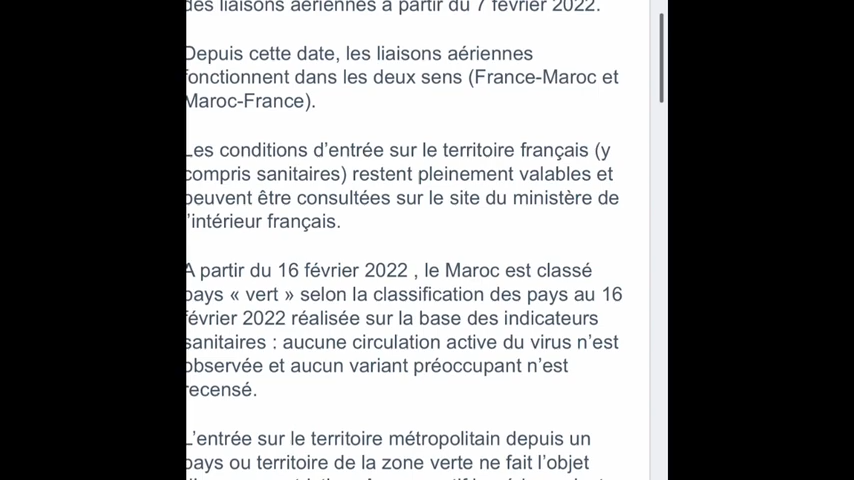 des liaisons aériennes à partir du 7 février 2022.
Depuis cette date, les liaisons aériennes
fonctionnent dans les deux sens (France-Maroc et
Maroc-France).
Les conditions d’entrée sur le territoire français (y
compris sanitaires) restent pleinement valables et
peuvent être consultées sur le site du ministère de
l’intérieur français.
A partir du 16 février 2022 , le Maroc est classé
pays « vert » selon la classification des pays au 16
février 2022 réalisée sur la base des indicateurs
sanitaires : aucune circulation active du virus n’est
observée et aucun variant préoccupant n’est
recensé.
L’entrée sur le territoire métropolitain depuis un
pays ou territoire de la zone verte ne fait l’objet